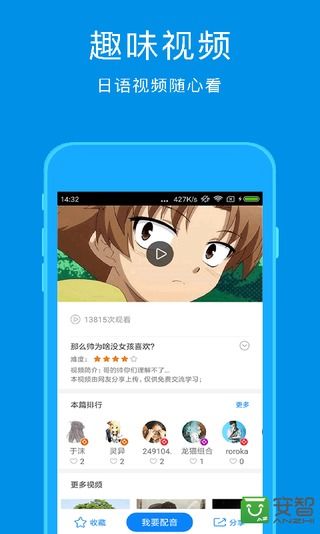 趣味视频
日语视频随心看
14:32
427K/s
13815次观看
那么帅为啥没女孩喜欢?
难度:
视频简介:哥的帅你们理解不了...
本视频由网友分享上传,仅供免费交流学习;
本篇排行
更多
于沫
灵异
249104.
龙猫组合
roroka
2
2
2
2
2
更多视频
收藏
我要配音
分享
安智
ANZHI